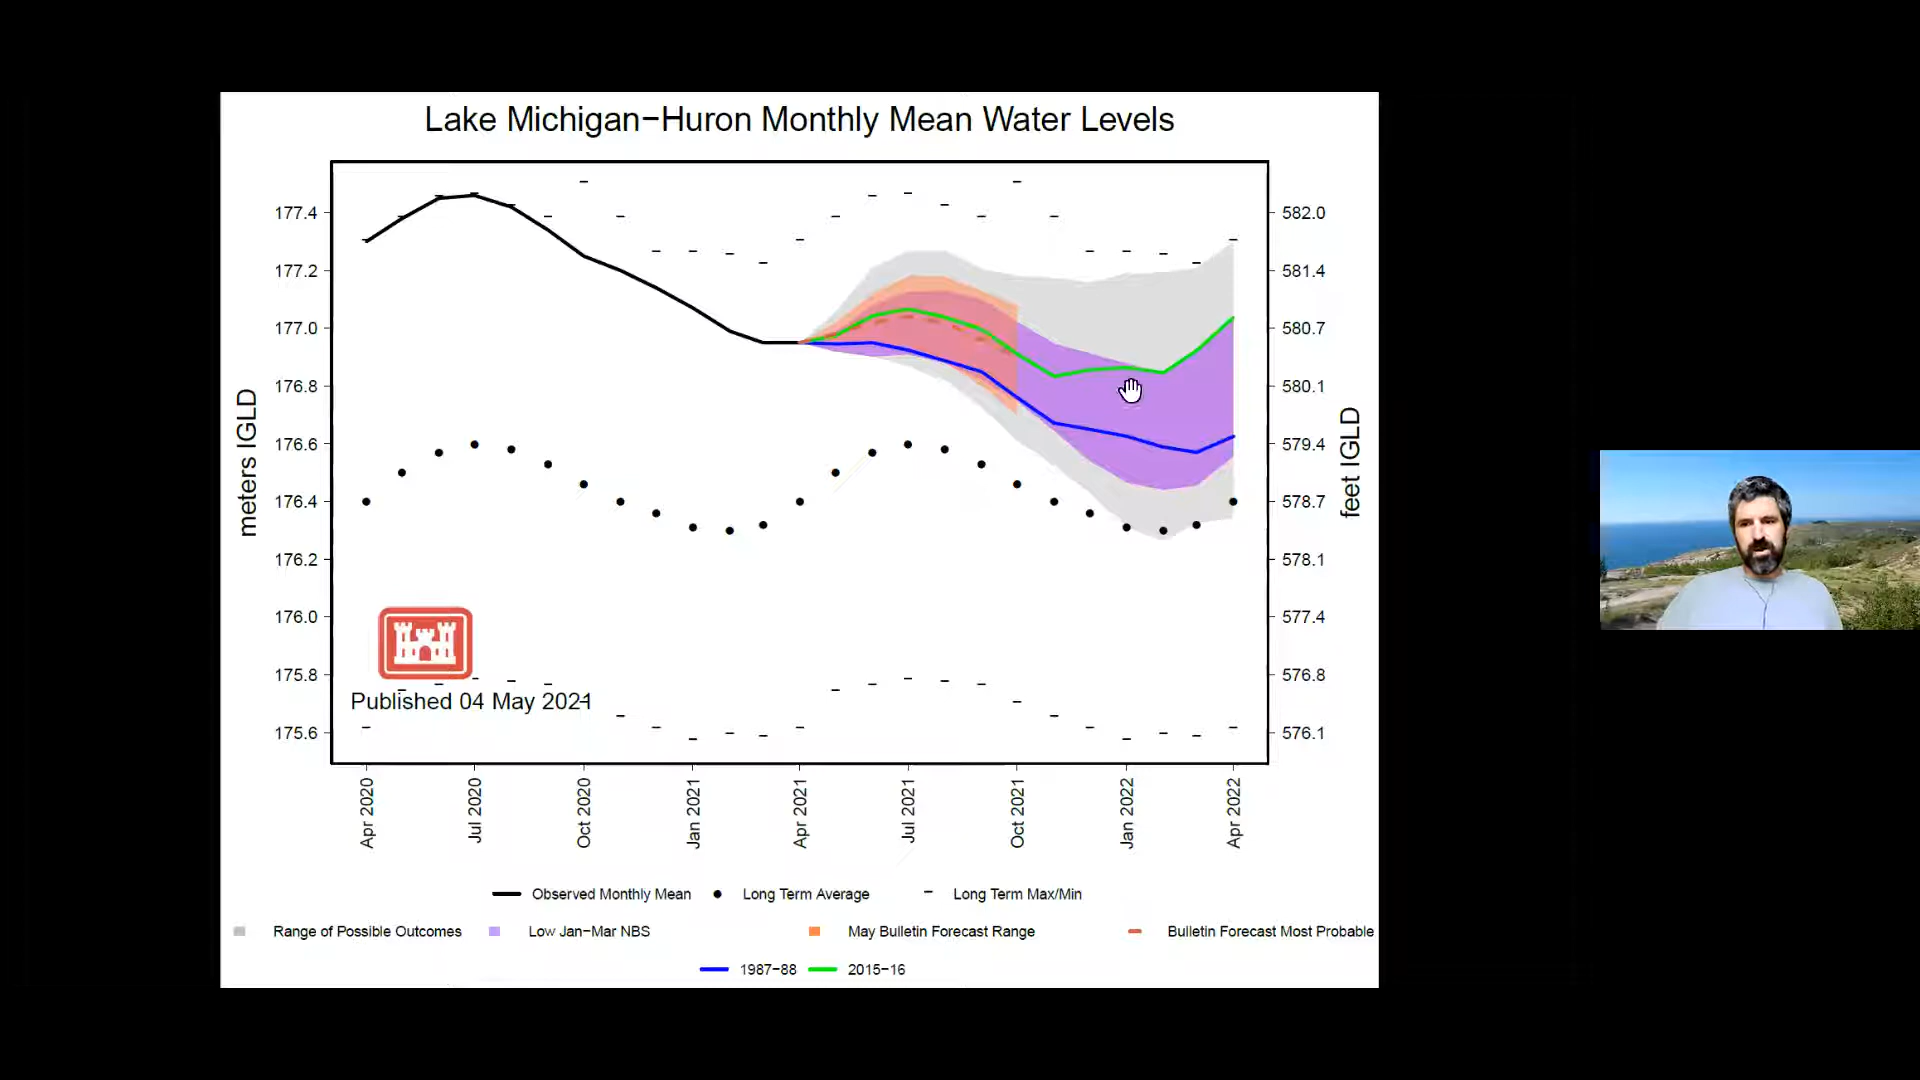 Lake Michigan−Huron Monthly Mean Water Levels
177.4
177.2
177.0
176.8
176.6
176.4
176.2
176.0
175.8
175.6
meters IGLD
582.0
581.4
580.7
580.1
579.4
578.7
578.1
577.4
576.8
576.1
feet IGLD
Published 04 May 2021
Apr 2020
Jul 2020
Oct 2020
Jan 2021
Apr 2021
Jul 2021
Oct 2021
Jan 2022
Apr 2022
Observed Monthly Mean
Long Term Average
Long Term Max/Min
Range of Possible Outcomes
Low Jan−Mar NBS
May Bulletin Forecast Range
Bulletin Forecast Most Probable
1987−88
2015−16